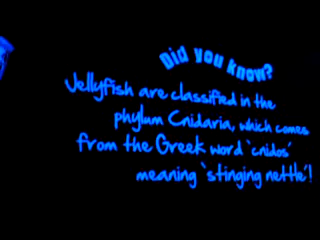 Did you know?
Jellyfish are classified in the
phylum Cnidaria, which comes
from the Greek word `cnidos'
meaning `stinging nettle'!